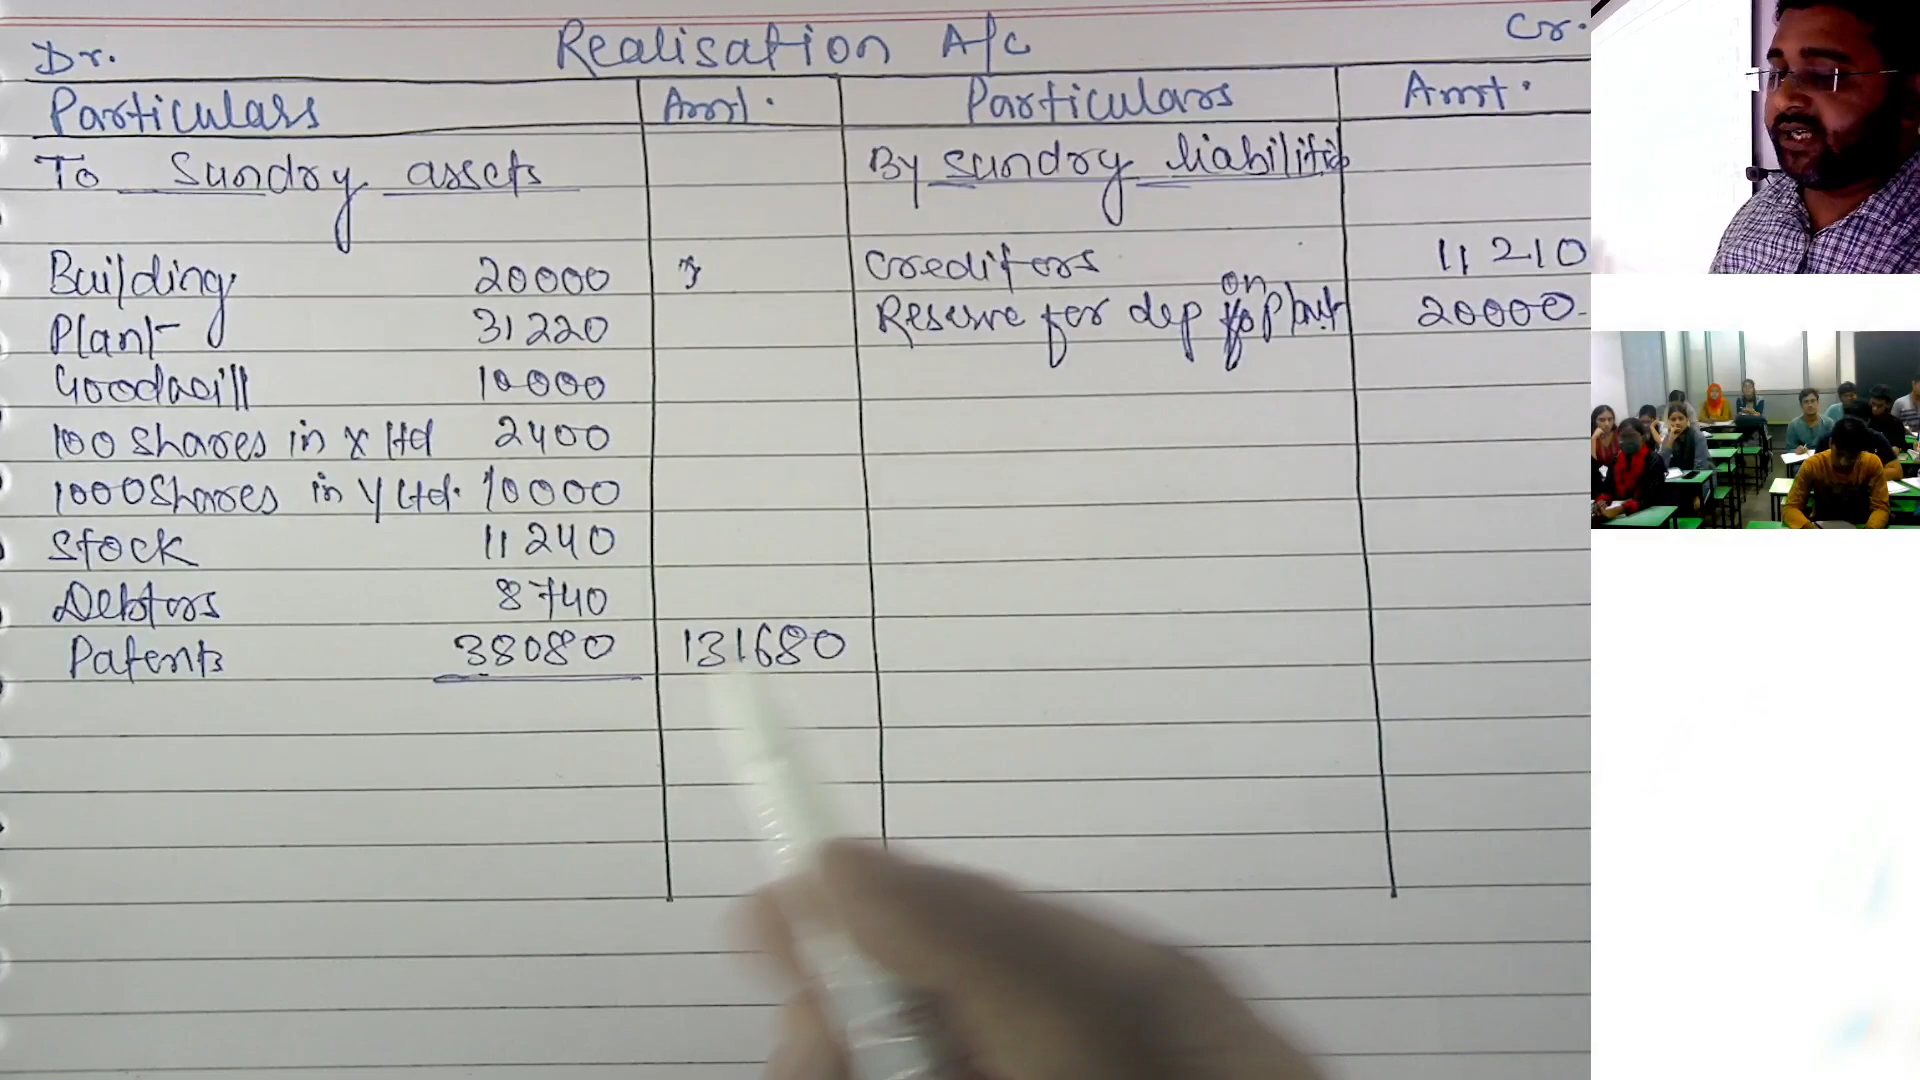 Dr. Realisation A/c Cr.
Particulars Amt. Particulars Amt.
To Sundry assets By sundry liabilities
Building 20000 Creditors 11210
Plant 31220 Reserve for dep on Plant 20000
Goodwill 10000
100 shares in X Ltd 2400
1000 Shares in Y Ltd. 10000
Stock 11240
Debtors 8740
Patents 38080 131680